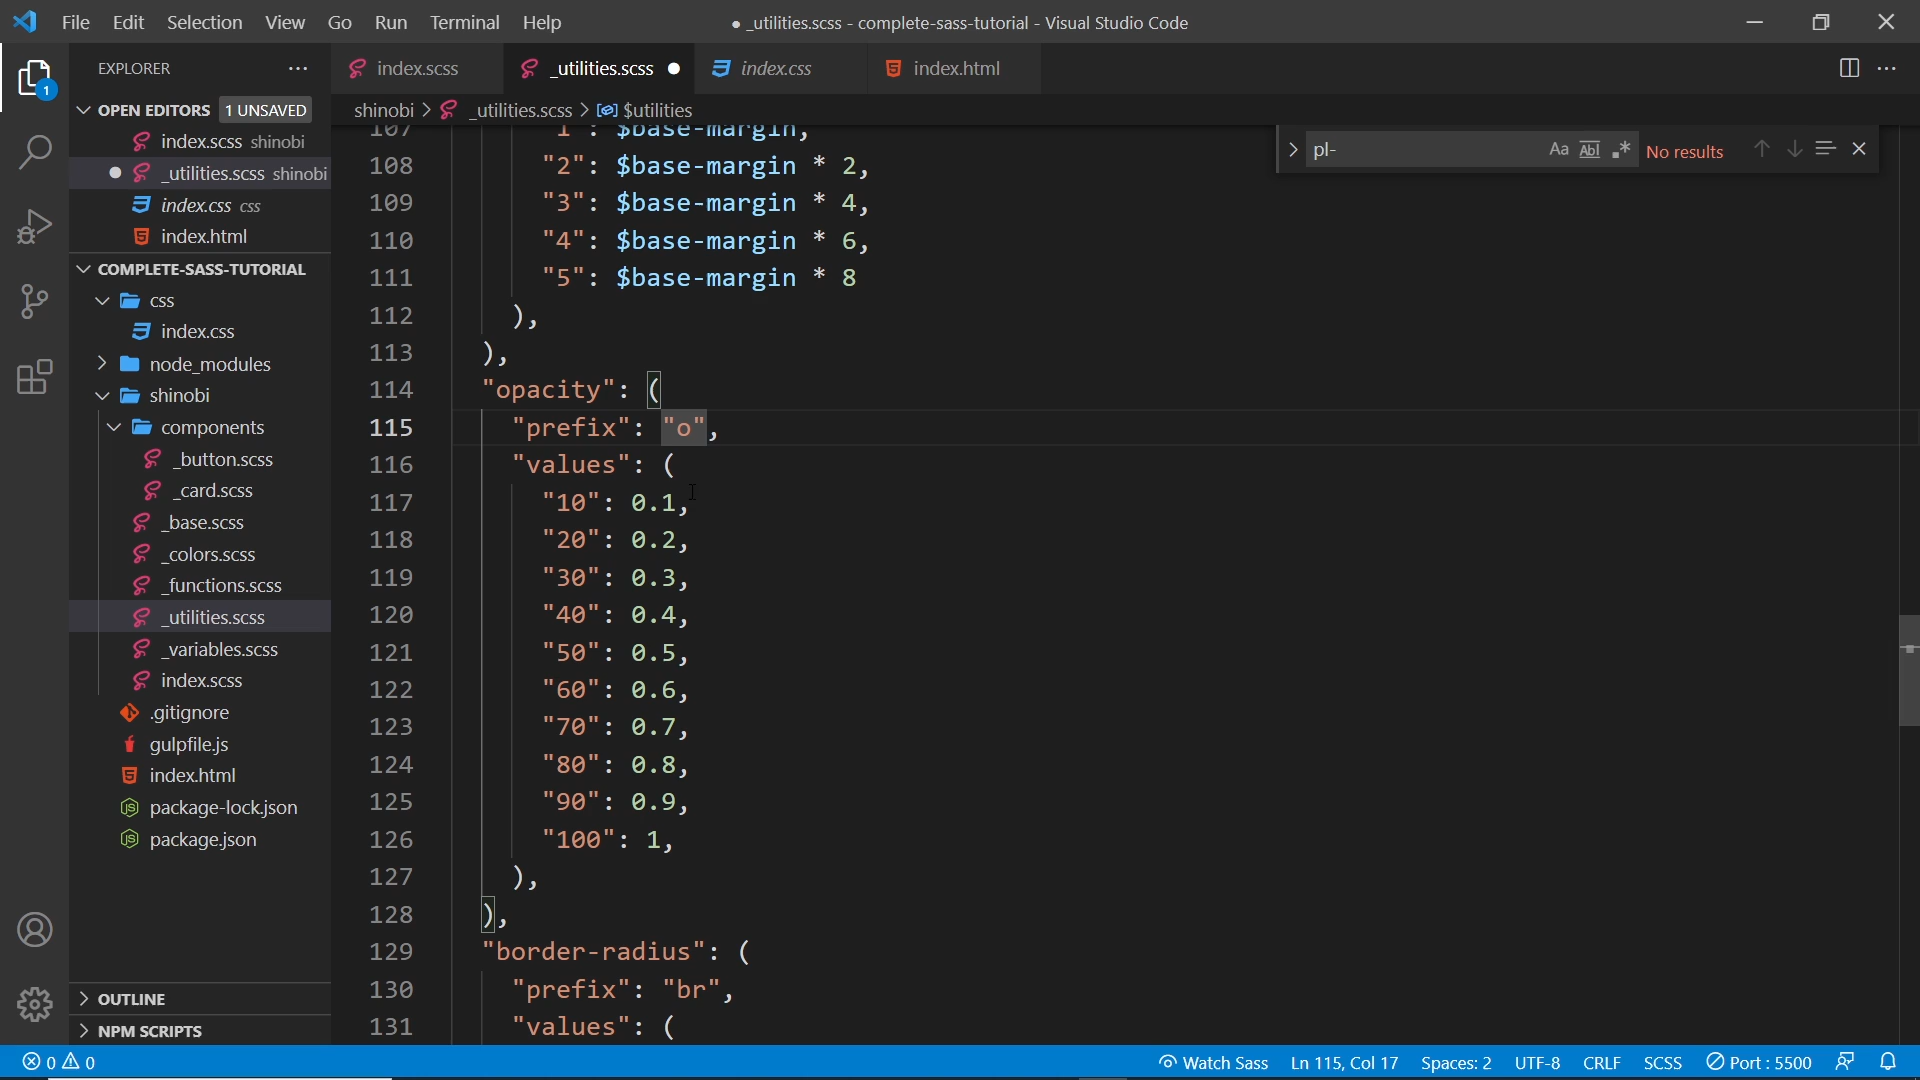 File Edit Selection View Go Run Terminal Help
● _utilities.scss - complete-sass-tutorial - Visual Studio Code
EXPLORER
OPEN EDITORS 1 UNSAVED
index.scss shinobi
_utilities.scss shinobi
index.css css
index.html
COMPLETE-SASS-TUTORIAL
css
index.css
node_modules
shinobi
components
_button.scss
_card.scss
_base.scss
_colors.scss
_functions.scss
_utilities.scss
_variables.scss
index.scss
.gitignore
gulpfile.js
index.html
package-lock.json
package.json
OUTLINE
NPM SCRIPTS
1
index.scss _utilities.scss index.css index.html
shinobi > _utilities.scss > $utilities
pl- Aa Abl .* No results
107 "1": $base-margin,
108 "2": $base-margin * 2,
109 "3": $base-margin * 4,
110 "4": $base-margin * 6,
111 "5": $base-margin * 8
112 ),
113 ),
114 "opacity": (
115 "prefix": "o",
116 "values": (
117 "10": 0.1,
118 "20": 0.2,
119 "30": 0.3,
120 "40": 0.4,
121 "50": 0.5,
122 "60": 0.6,
123 "70": 0.7,
124 "80": 0.8,
125 "90": 0.9,
126 "100": 1,
127 ),
128 ),
129 "border-radius": (
130 "prefix": "br",
131 "values": (
0 0 Watch Sass Ln 115, Col 17 Spaces: 2 UTF-8 CRLF SCSS Port : 5500